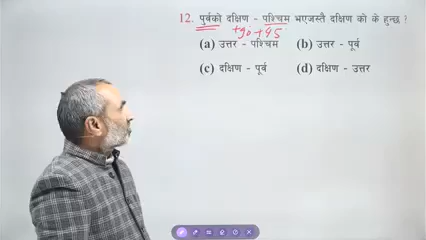 12. पुर्वको दक्षिण - पश्चिम भएजस्तै दक्षिण को के हुन्छ ?
+90 +45
(a) उत्तर - पश्चिम (b) उत्तर - पूर्व
(c) दक्षिण - पूर्व (d) दक्षिण - उत्तर